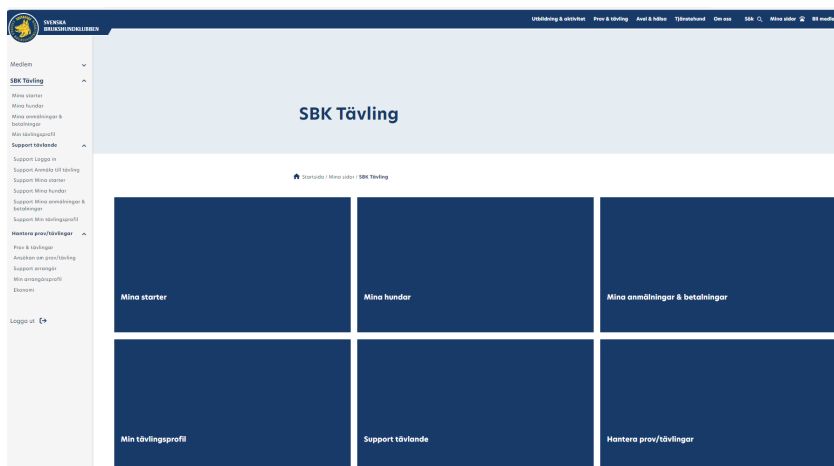 SVENSKA
BRUKSHUNDKLUBBEN
Utbildning & aktivitet Prov & tävling Avel & hälsa Tjänstehund Om oss Sök Mina sidor Bli medle
Medlem
SBK Tävling
Mina starter
Mina hundar
Mina anmälningar &
betalningar
Min tävlingsprofil
Support tävlande
Support Logga in
Support Anmäla till tävling
Support Mina starter
Support Mina hundar
Support Mina anmälningar &
betalningar
Support Min tävlingsprofil
Hantera prov/tävlingar
Prov & tävlingar
Ansökan om prov/tävling
Support arrangör
Min arrangörsprofil
Ekonomi
Logga ut
SBK Tävling
Startsida / Mina sidor / SBK Tävling
Mina starter
Mina hundar
Mina anmälningar & betalningar
Min tävlingsprofil
Support tävlande
Hantera prov/tävlingar